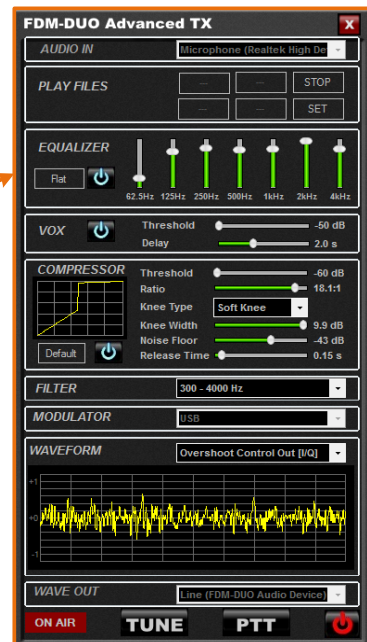 FDM-DUO Advanced TX X
AUDIO IN Microphone (Realtek High De
PLAY FILES --- --- STOP
--- --- SET
EQUALIZER
Flat
62.5Hz 125Hz 250Hz 500Hz 1kHz 2kHz 4kHz
VOX Threshold -50 dB
Delay 2.0 s
COMPRESSOR Threshold -60 dB
Ratio 18.1:1
Knee Type Soft Knee
Knee Width 9.9 dB
Noise Floor -43 dB
Default Release Time 0.15 s
FILTER 300 - 4000 Hz
MODULATOR USB
WAVEFORM Overshoot Control Out [I/Q]
+1
+0
-1
WAVE OUT Line (FDM-DUO Audio Device)
ON AIR TUNE PTT